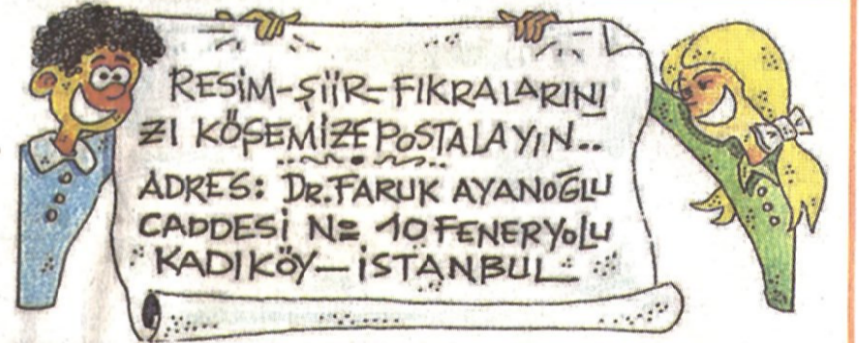 RESİM-ŞİİR-FIKRALARINI
ZI KÖŞEMİZE POSTALAYIN..
ADRES: DR. FARUK AYANOĞLU
CADDESİ No 10 FENERYOLU
KADIKÖY-İSTANBUL